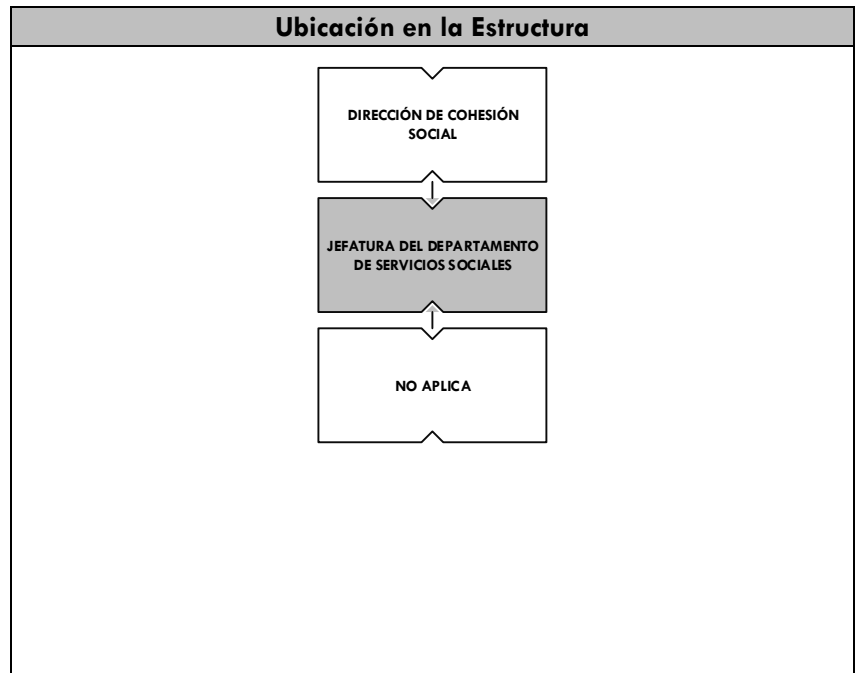 Ubicación en la Estructura
DIRECCIÓN DE COHESIÓN
SOCIAL
JEFATURA DEL DEPARTAMENTO
DE SERVICIOS SOCIALES
NO APLICA